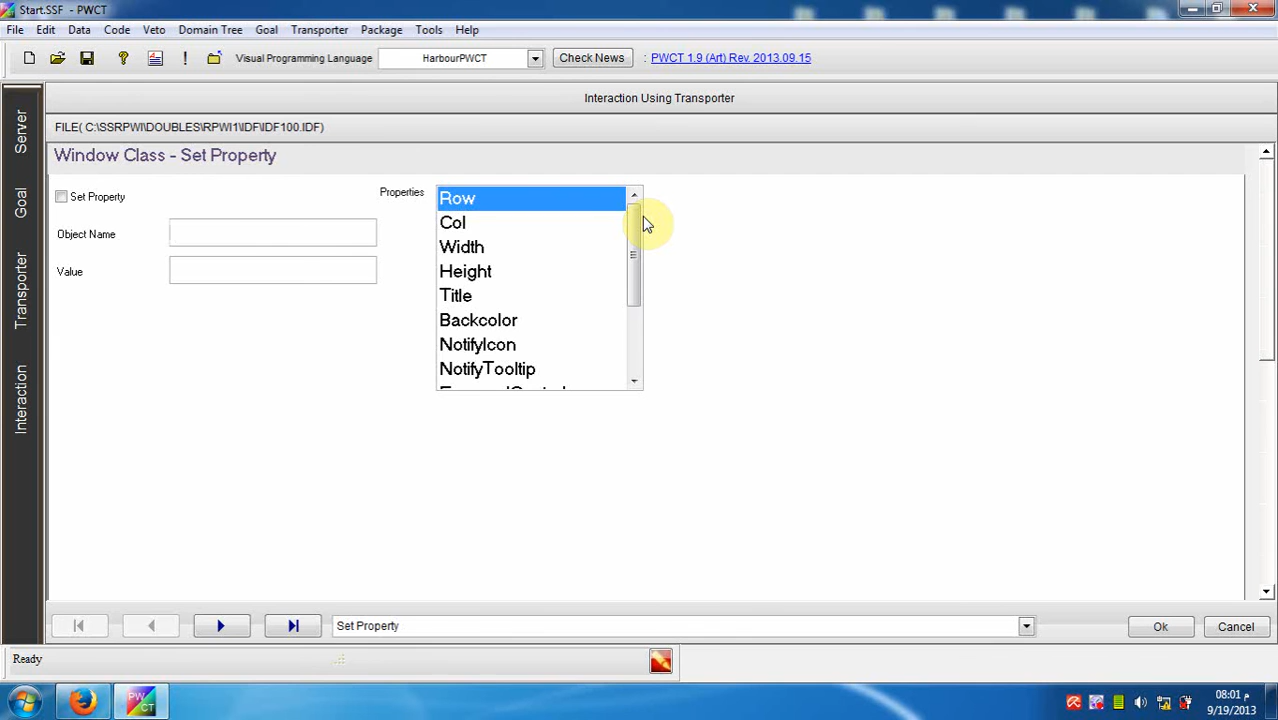 Start.SSF - PWCT
File Edit Data Code Veto Domain Tree Goal Transporter Package Tools Help
Visual Programming Language HarbourPWCT Check News : PWCT 1.9 (Art) Rev. 2013.09.15
Interaction Using Transporter
FILE( C:\SSRPWI\DOUBLES\RPWI1\IDF\IDF100.IDF)
Window Class - Set Property
Set Property
Object Name
Value
Properties
Row
Col
Width
Height
Title
Backcolor
NotifyIcon
NotifyTooltip
Server
Goal
Transporter
Interaction
Set Property
Ok
Cancel
Ready
PW
CT
08:01 م
9/19/2013